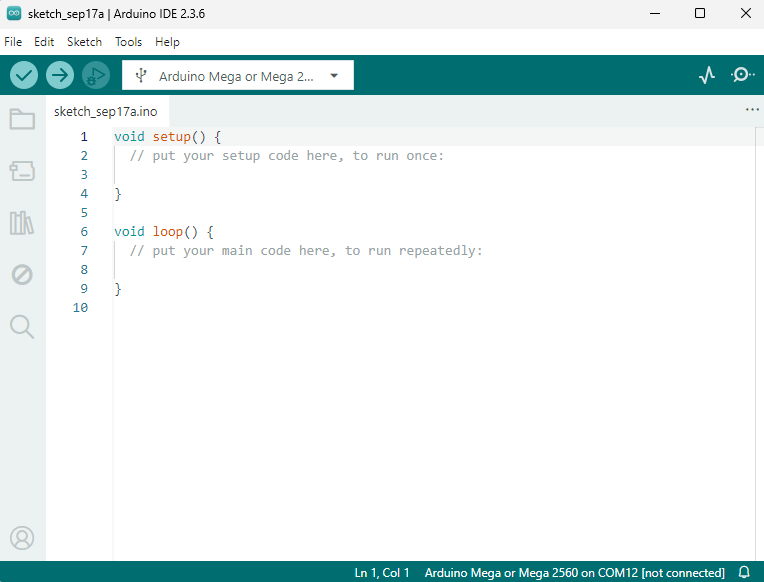 sketch_sep17a | Arduino IDE 2.3.6
File Edit Sketch Tools Help
Arduino Mega or Mega 2...
sketch_sep17a.ino
1 void setup() {
2 // put your setup code here, to run once:
3
4 }
5
6 void loop() {
7 // put your main code here, to run repeatedly:
8
9 }
10
Ln 1, Col 1 Arduino Mega or Mega 2560 on COM12 [not connected]